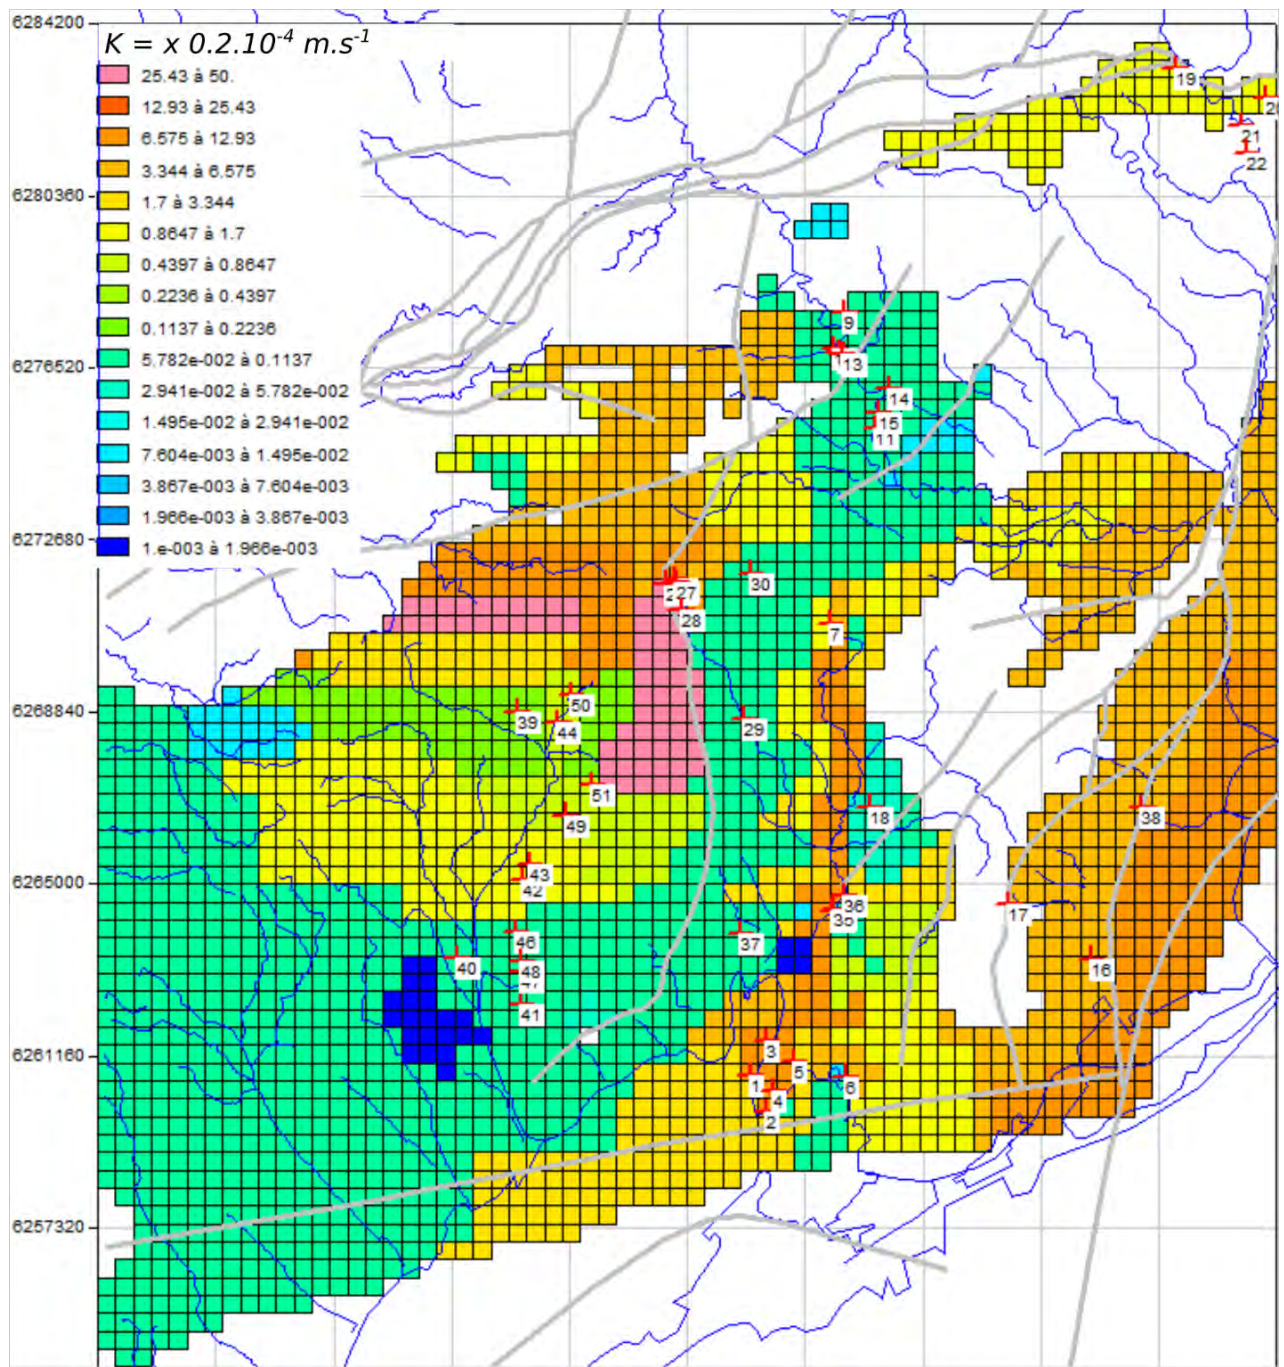 6284200
K = x 0.2.10⁻⁴ m.s⁻¹
25.43 à 50.
12.93 à 25.43
6.575 à 12.93
3.344 à 6.575
1.7 à 3.344
0.8647 à 1.7
0.4397 à 0.8647
0.2236 à 0.4397
0.1137 à 0.2236
5.782e-002 à 0.1137
2.941e-002 à 5.782e-002
1.495e-002 à 2.941e-002
7.604e-003 à 1.495e-002
3.867e-003 à 7.604e-003
1.966e-003 à 3.867e-003
1.e-003 à 1.966e-003
19
21
22
6280360
9
13
6276520
14
15
11
6272680
30
27
28
7
50
39
6268840
44
29
51
18
38
49
43
6265000
42
36
35
17
46
37
40
48
16
47
41
3
6261160
5
1
6
4
2
6257320